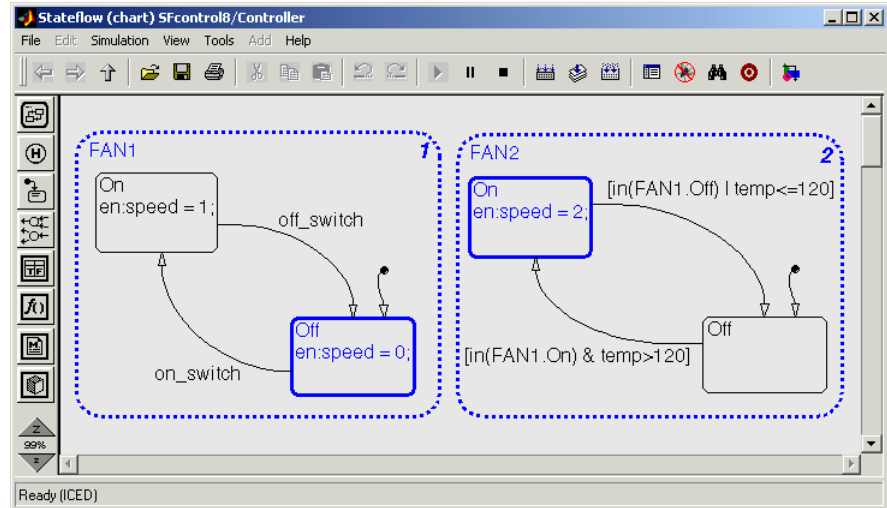 Stateflow (chart) SFcontrol8/Controller
File Edit Simulation View Tools Add Help
FAN1
1
On
en:speed = 1;
off_switch
Off
en:speed = 0;
on_switch
FAN2
2
On
en:speed = 2;
[in(FAN1.Off) | temp<=120]
Off
[in(FAN1.On) & temp>120]
H
TF
f()
M
Z
99%
z
Ready (ICED)